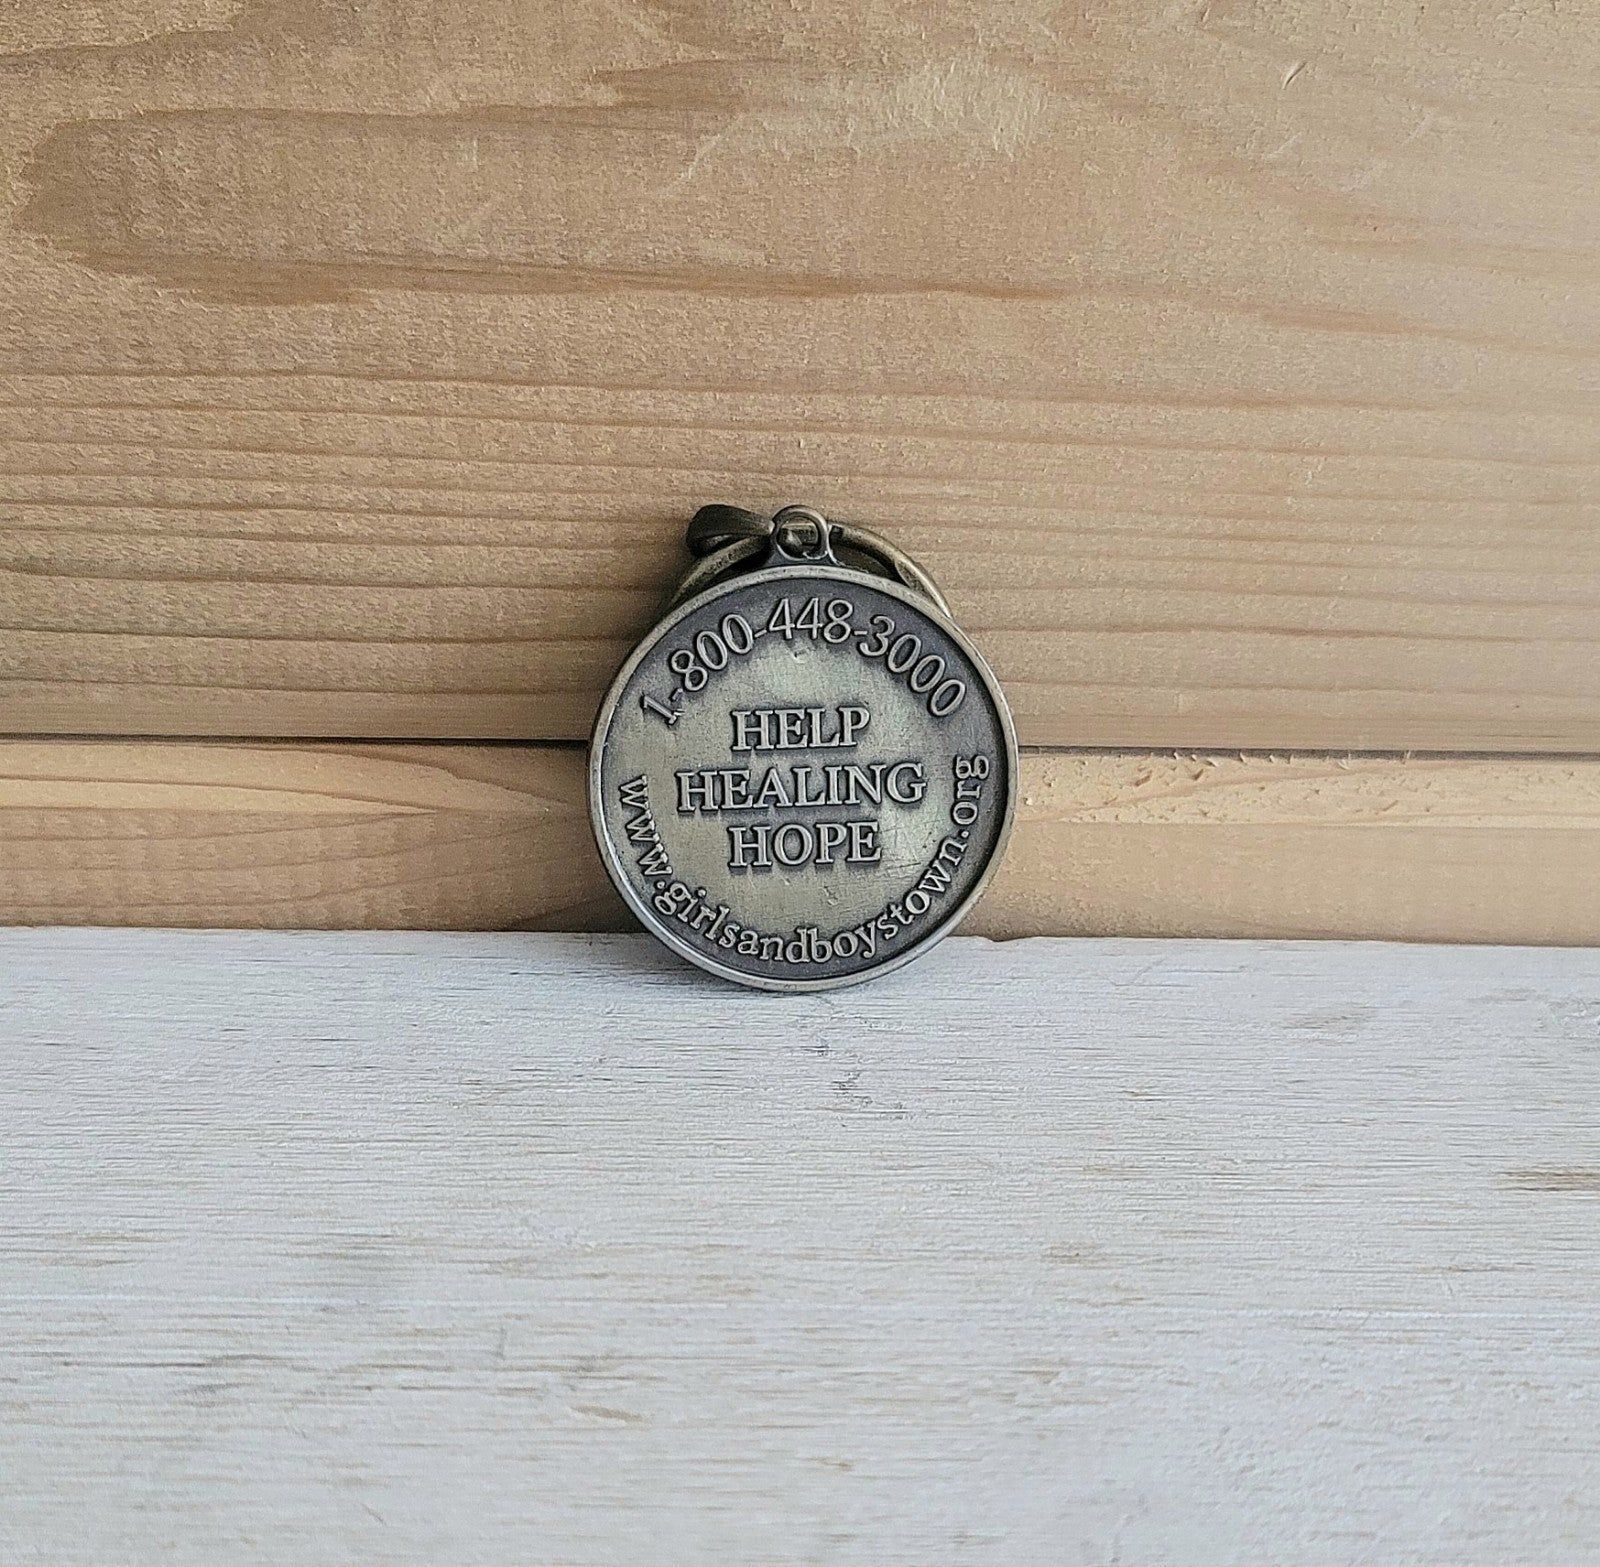 1-800-448-3000
HELP
HEALING
HOPE
www.girlsandboystown.org